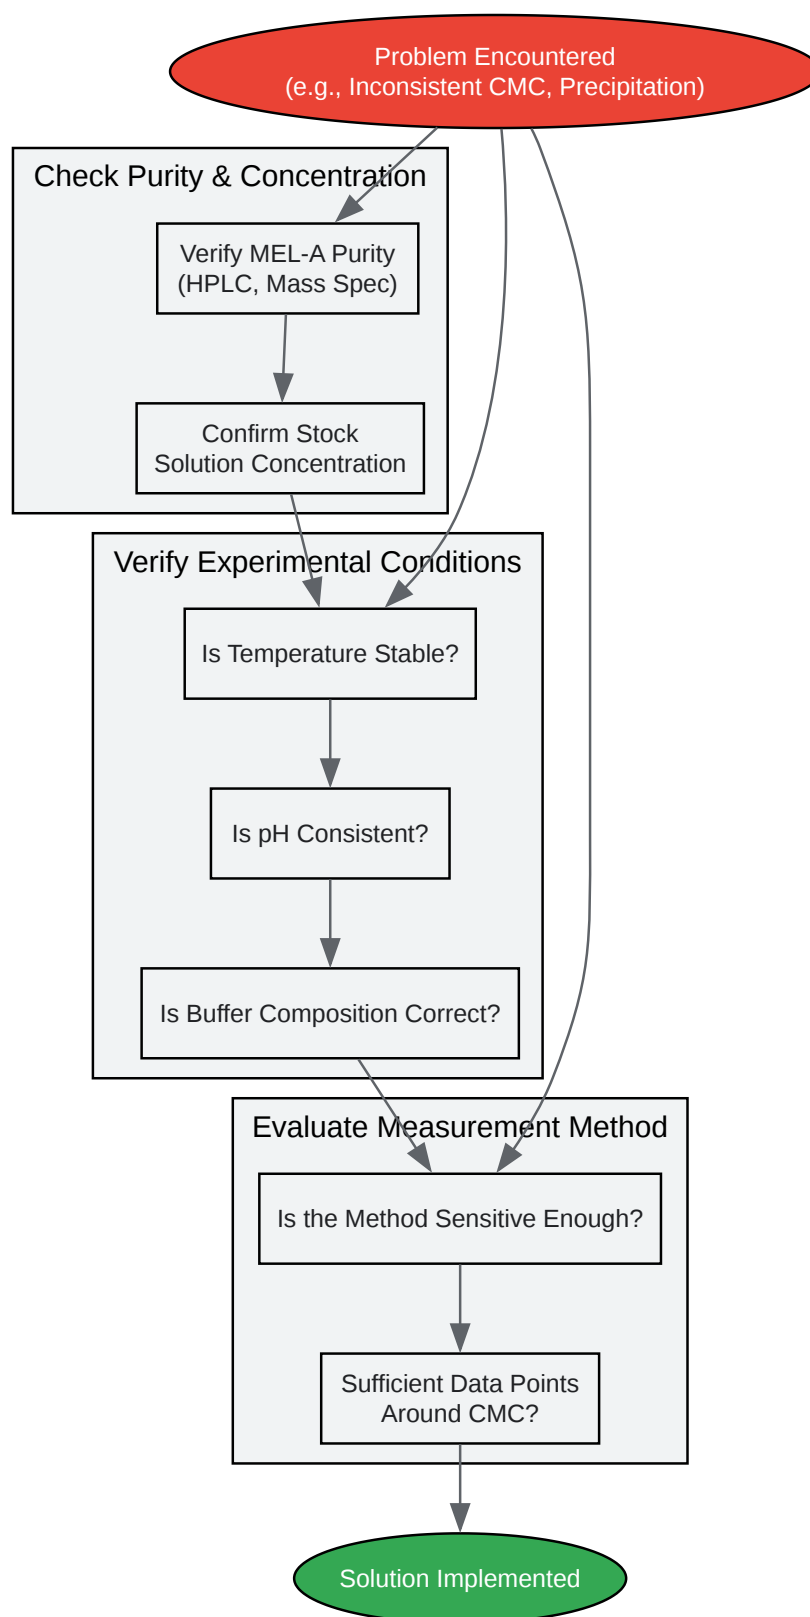 Problem Encountered
(e.g., Inconsistent CMC, Precipitation)
Check Purity & Concentration
Verify MEL-A Purity
(HPLC, Mass Spec)
Confirm Stock
Solution Concentration
Verify Experimental Conditions
Is Temperature Stable?
Is pH Consistent?
Is Buffer Composition Correct?
Evaluate Measurement Method
Is the Method Sensitive Enough?
Sufficient Data Points
Around CMC?
Solution Implemented